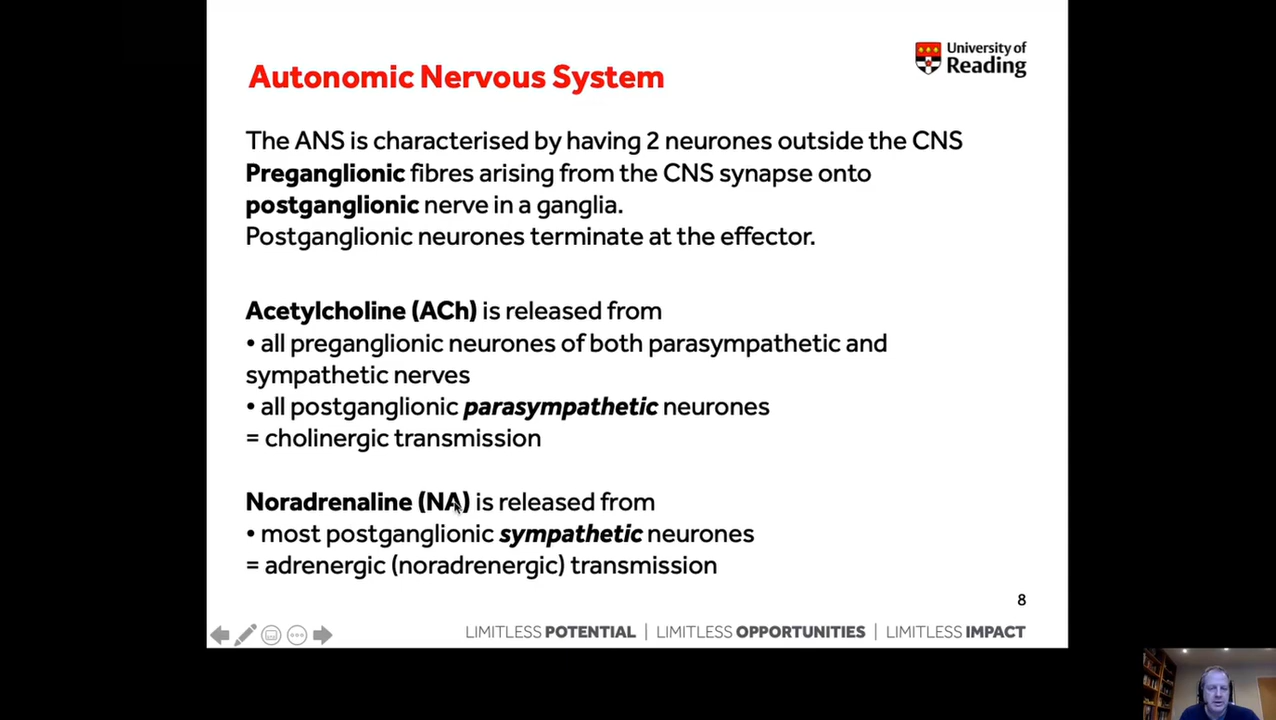 University of
Reading
Autonomic Nervous System
The ANS is characterised by having 2 neurones outside the CNS
Preganglionic fibres arising from the CNS synapse onto
postganglionic nerve in a ganglia.
Postganglionic neurones terminate at the effector.
Acetylcholine (ACh) is released from
• all preganglionic neurones of both parasympathetic and
sympathetic nerves
• all postganglionic parasympathetic neurones
= cholinergic transmission
Noradrenaline (NA) is released from
• most postganglionic sympathetic neurones
= adrenergic (noradrenergic) transmission
8
LIMITLESS POTENTIAL | LIMITLESS OPPORTUNITIES | LIMITLESS IMPACT